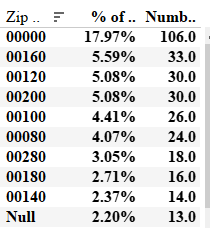 Zip .. % of .. Numb..
00000 17.97% 106.0
00160 5.59% 33.0
00120 5.08% 30.0
00200 5.08% 30.0
00100 4.41% 26.0
00080 4.07% 24.0
00280 3.05% 18.0
00180 2.71% 16.0
00140 2.37% 14.0
Null 2.20% 13.0